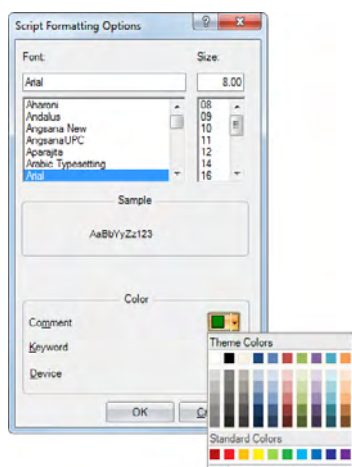 Script Formatting Options
Font: Size:
Arial 8.00
Aharoni 08
Andalus 09
Angsana New 10
AngsanaUPC 11
Aparajita 12
Arabic Typesetting 14
Arial 16
Sample
AaBbYyZz123
Color
Comment
Keyword
Device
Theme Colors
OK
Standard Colors